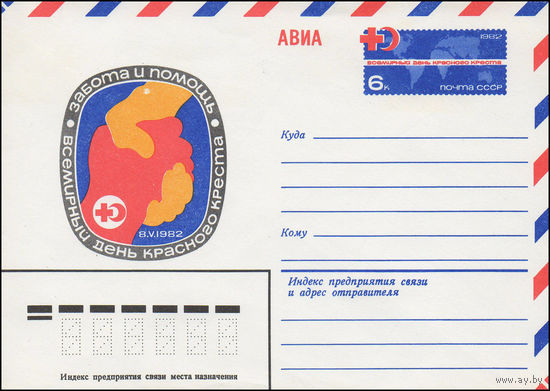 АВИА
1982
ВСЕМИРНЫЙ ДЕНЬ КРАСНОГО КРЕСТА
6к
ПОЧТА СССР
ЗАБОТА И ПОМОЩЬ
ВСЕМИРНЫЙ ДЕНЬ КРАСНОГО КРЕСТА
8.V.1982
Куда
Кому
Индекс предприятия связи
и адрес отправителя
Индекс предприятия связи места назначения
www.ay.by